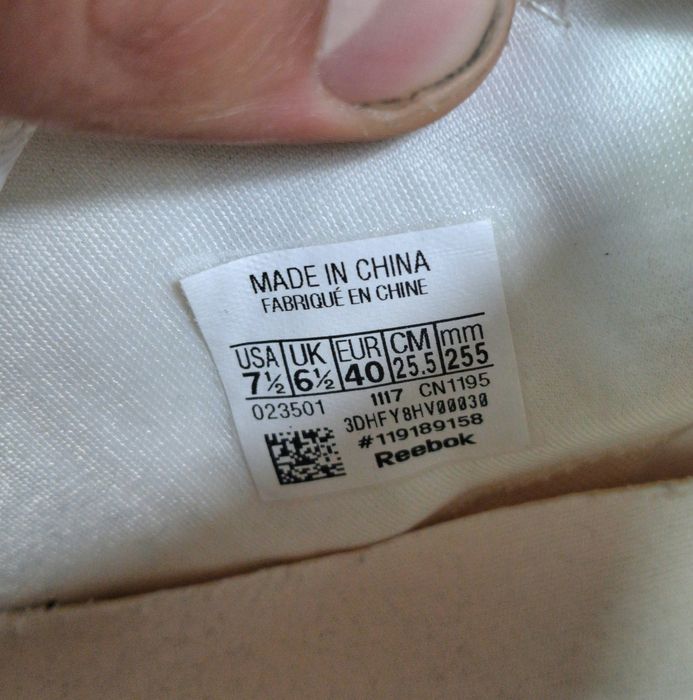 MADE IN CHINA
FABRIQUÉ EN CHINE
USA UK EUR CM mm
7½ 6½ 40 25.5 255
023501 1117 CN1195
3DHFY8HV00030
#119189158
Reebok